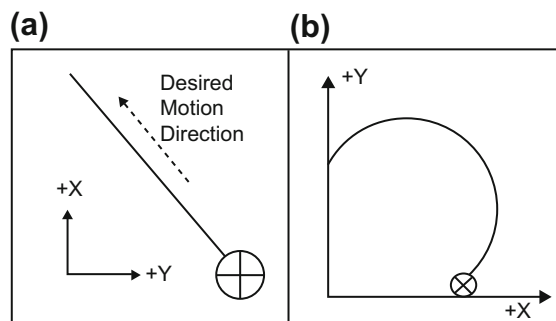 (a)
Desired
Motion
Direction
+X
+Y
(b)
+Y
+X